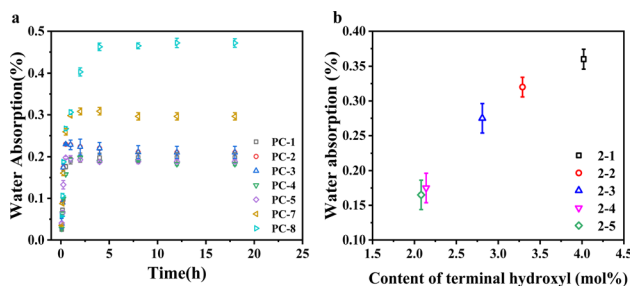 a
Water Absorption(%)
0.5
0.4
0.3
0.2
0.1
0.0
0
5
10
15
20
25
Time(h)
PC-1
PC-2
PC-3
PC-4
PC-5
PC-7
PC-8
b
Water absorption (%)
0.40
0.35
0.30
0.25
0.20
0.15
0.10
1.5
2.0
2.5
3.0
3.5
4.0
4.5
Content of terminal hydroxyl (mol%)
2-1
2-2
2-3
2-4
2-5